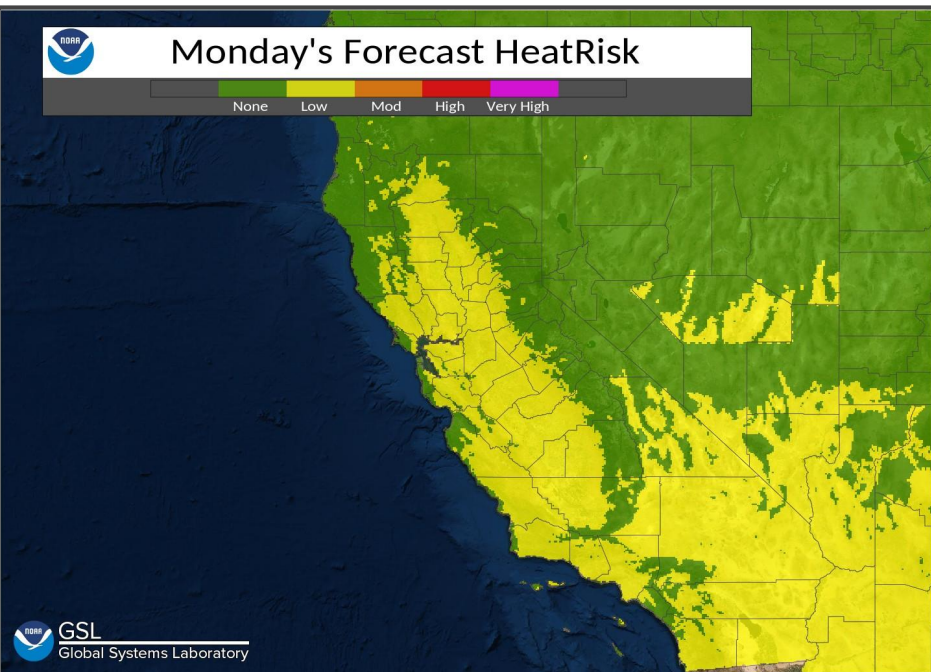 NOAA
Monday's Forecast HeatRisk
None Low Mod High Very High
NOAA
GSL
Global Systems Laboratory